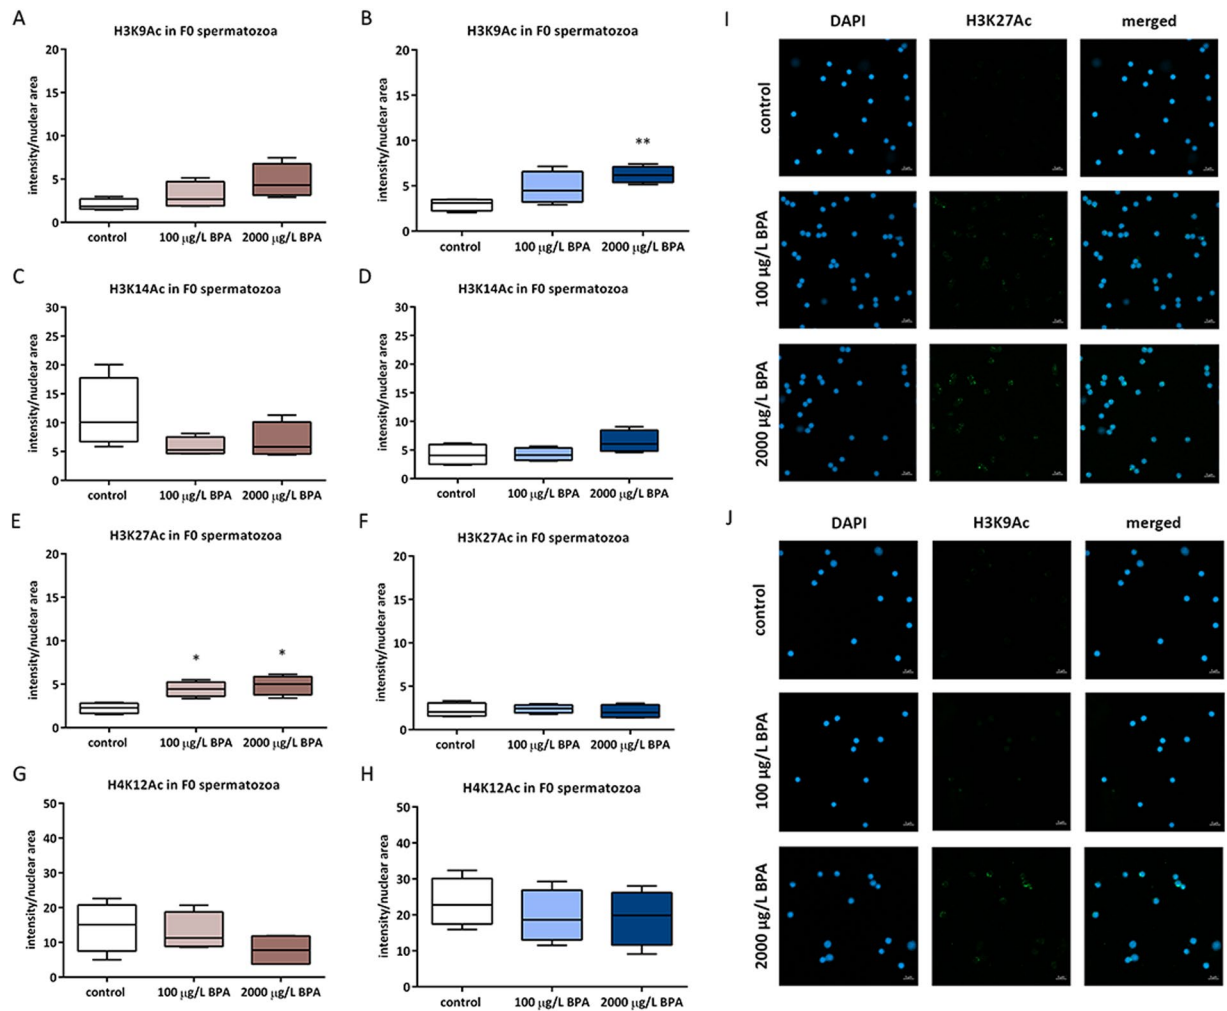 A
H3K9Ac in F0 spermatozoa
intensity/nuclear area
20
15
10
5
0
control
100 µg/L BPA
2000 µg/L BPA
B
H3K9Ac in F0 spermatozoa
intensity/nuclear area
20
15
10
5
0
**
control
100 µg/L BPA
2000 µg/L BPA
C
H3K14Ac in F0 spermatozoa
intensity/nuclear area
30
25
20
15
10
5
0
control
100 µg/L BPA
2000 µg/L BPA
D
H3K14Ac in F0 spermatozoa
intensity/nuclear area
30
25
20
15
10
5
0
control
100 µg/L BPA
2000 µg/L BPA
E
H3K27Ac in F0 spermatozoa
intensity/nuclear area
20
15
10
5
0
*
*
control
100 µg/L BPA
2000 µg/L BPA
F
H3K27Ac in F0 spermatozoa
intensity/nuclear area
20
15
10
5
0
control
100 µg/L BPA
2000 µg/L BPA
G
H4K12Ac in F0 spermatozoa
intensity/nuclear area
50
40
30
20
10
0
control
100 µg/L BPA
2000 µg/L BPA
H
H4K12Ac in F0 spermatozoa
intensity/nuclear area
50
40
30
20
10
0
control
100 µg/L BPA
2000 µg/L BPA
I
DAPI
H3K27Ac
merged
control
100 µg/L BPA
2000 µg/L BPA
J
DAPI
H3K9Ac
merged
control
100 µg/L BPA
2000 µg/L BPA